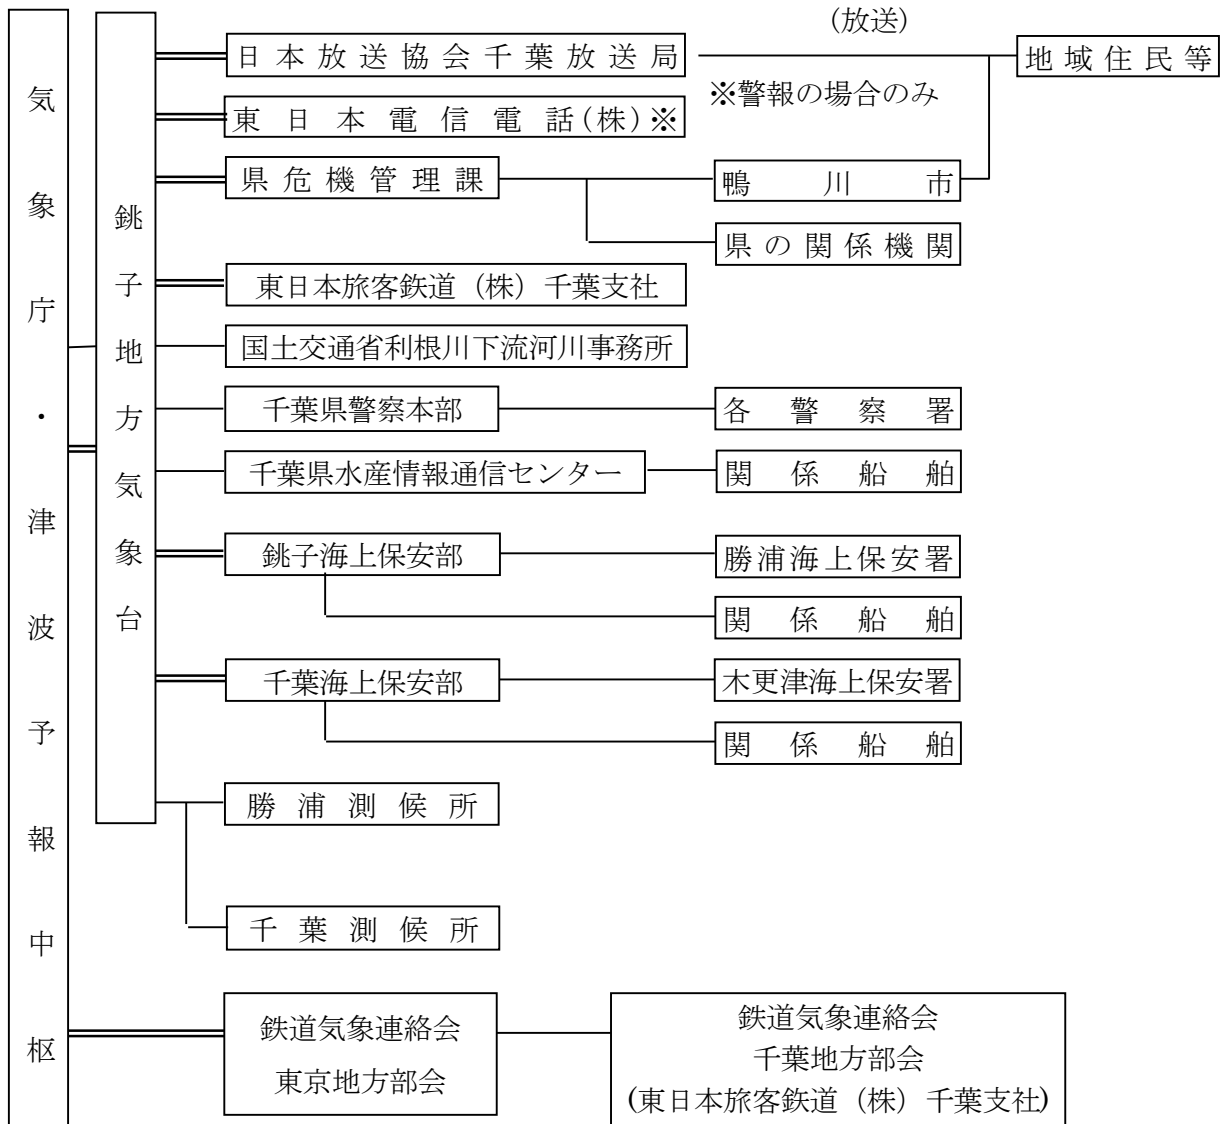 気象庁・津波予報中枢
銚子地方気象台
日本放送協会千葉放送局
(放送)
地域住民等
※警報の場合のみ
東日本電信電話(株)※
県危機管理課
鴨川市
県の関係機関
東日本旅客鉄道（株）千葉支社
国土交通省利根川下流河川事務所
千葉県警察本部
各警察署
千葉県水産情報通信センター
関係船舶
銚子海上保安部
勝浦海上保安署
関係船舶
千葉海上保安部
木更津海上保安署
関係船舶
勝浦測候所
千葉測候所
鉄道気象連絡会
東京地方部会
鉄道気象連絡会
千葉地方部会
(東日本旅客鉄道（株）千葉支社)